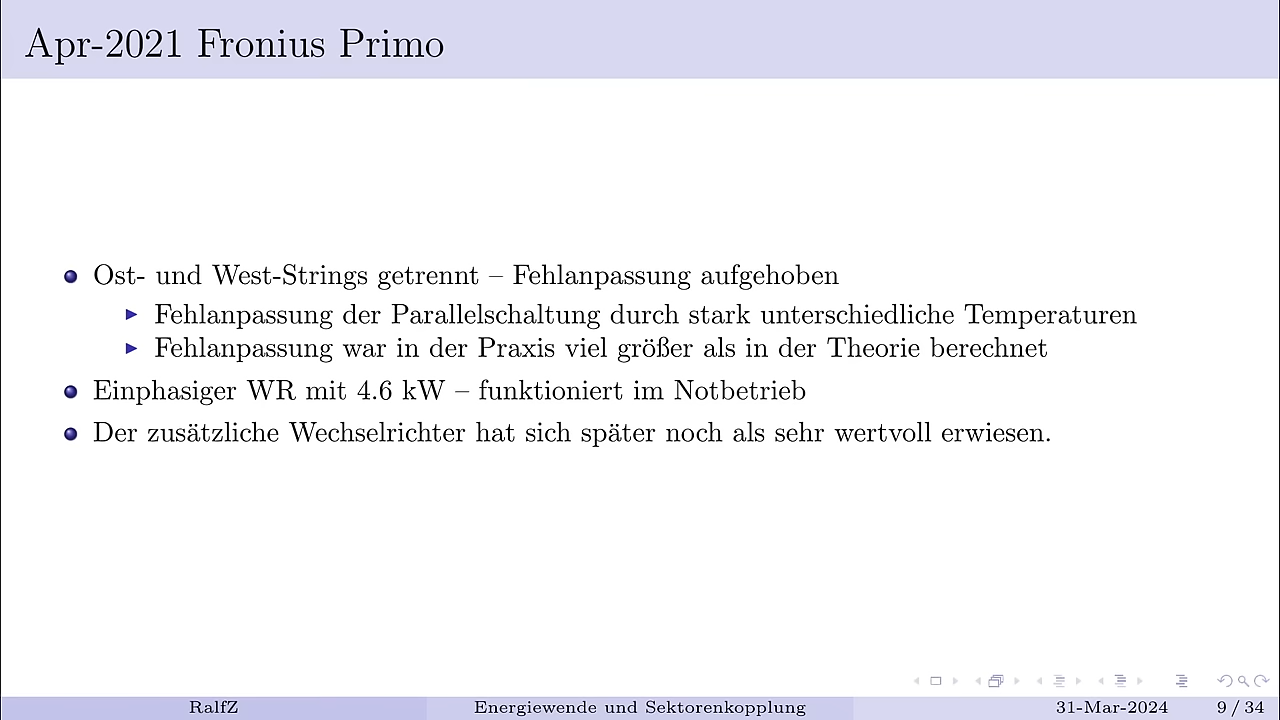 Apr-2021 Fronius Primo
Ost- und West-Strings getrennt – Fehlanpassung aufgehoben
Fehlanpassung der Parallelschaltung durch stark unterschiedliche Temperaturen
Fehlanpassung war in der Praxis viel größer als in der Theorie berechnet
Einphasiger WR mit 4.6 kW – funktioniert im Notbetrieb
Der zusätzliche Wechselrichter hat sich später noch als sehr wertvoll erwiesen.
RalfZ Energiewende und Sektorenkopplung 31-Mar-2024 9 / 34